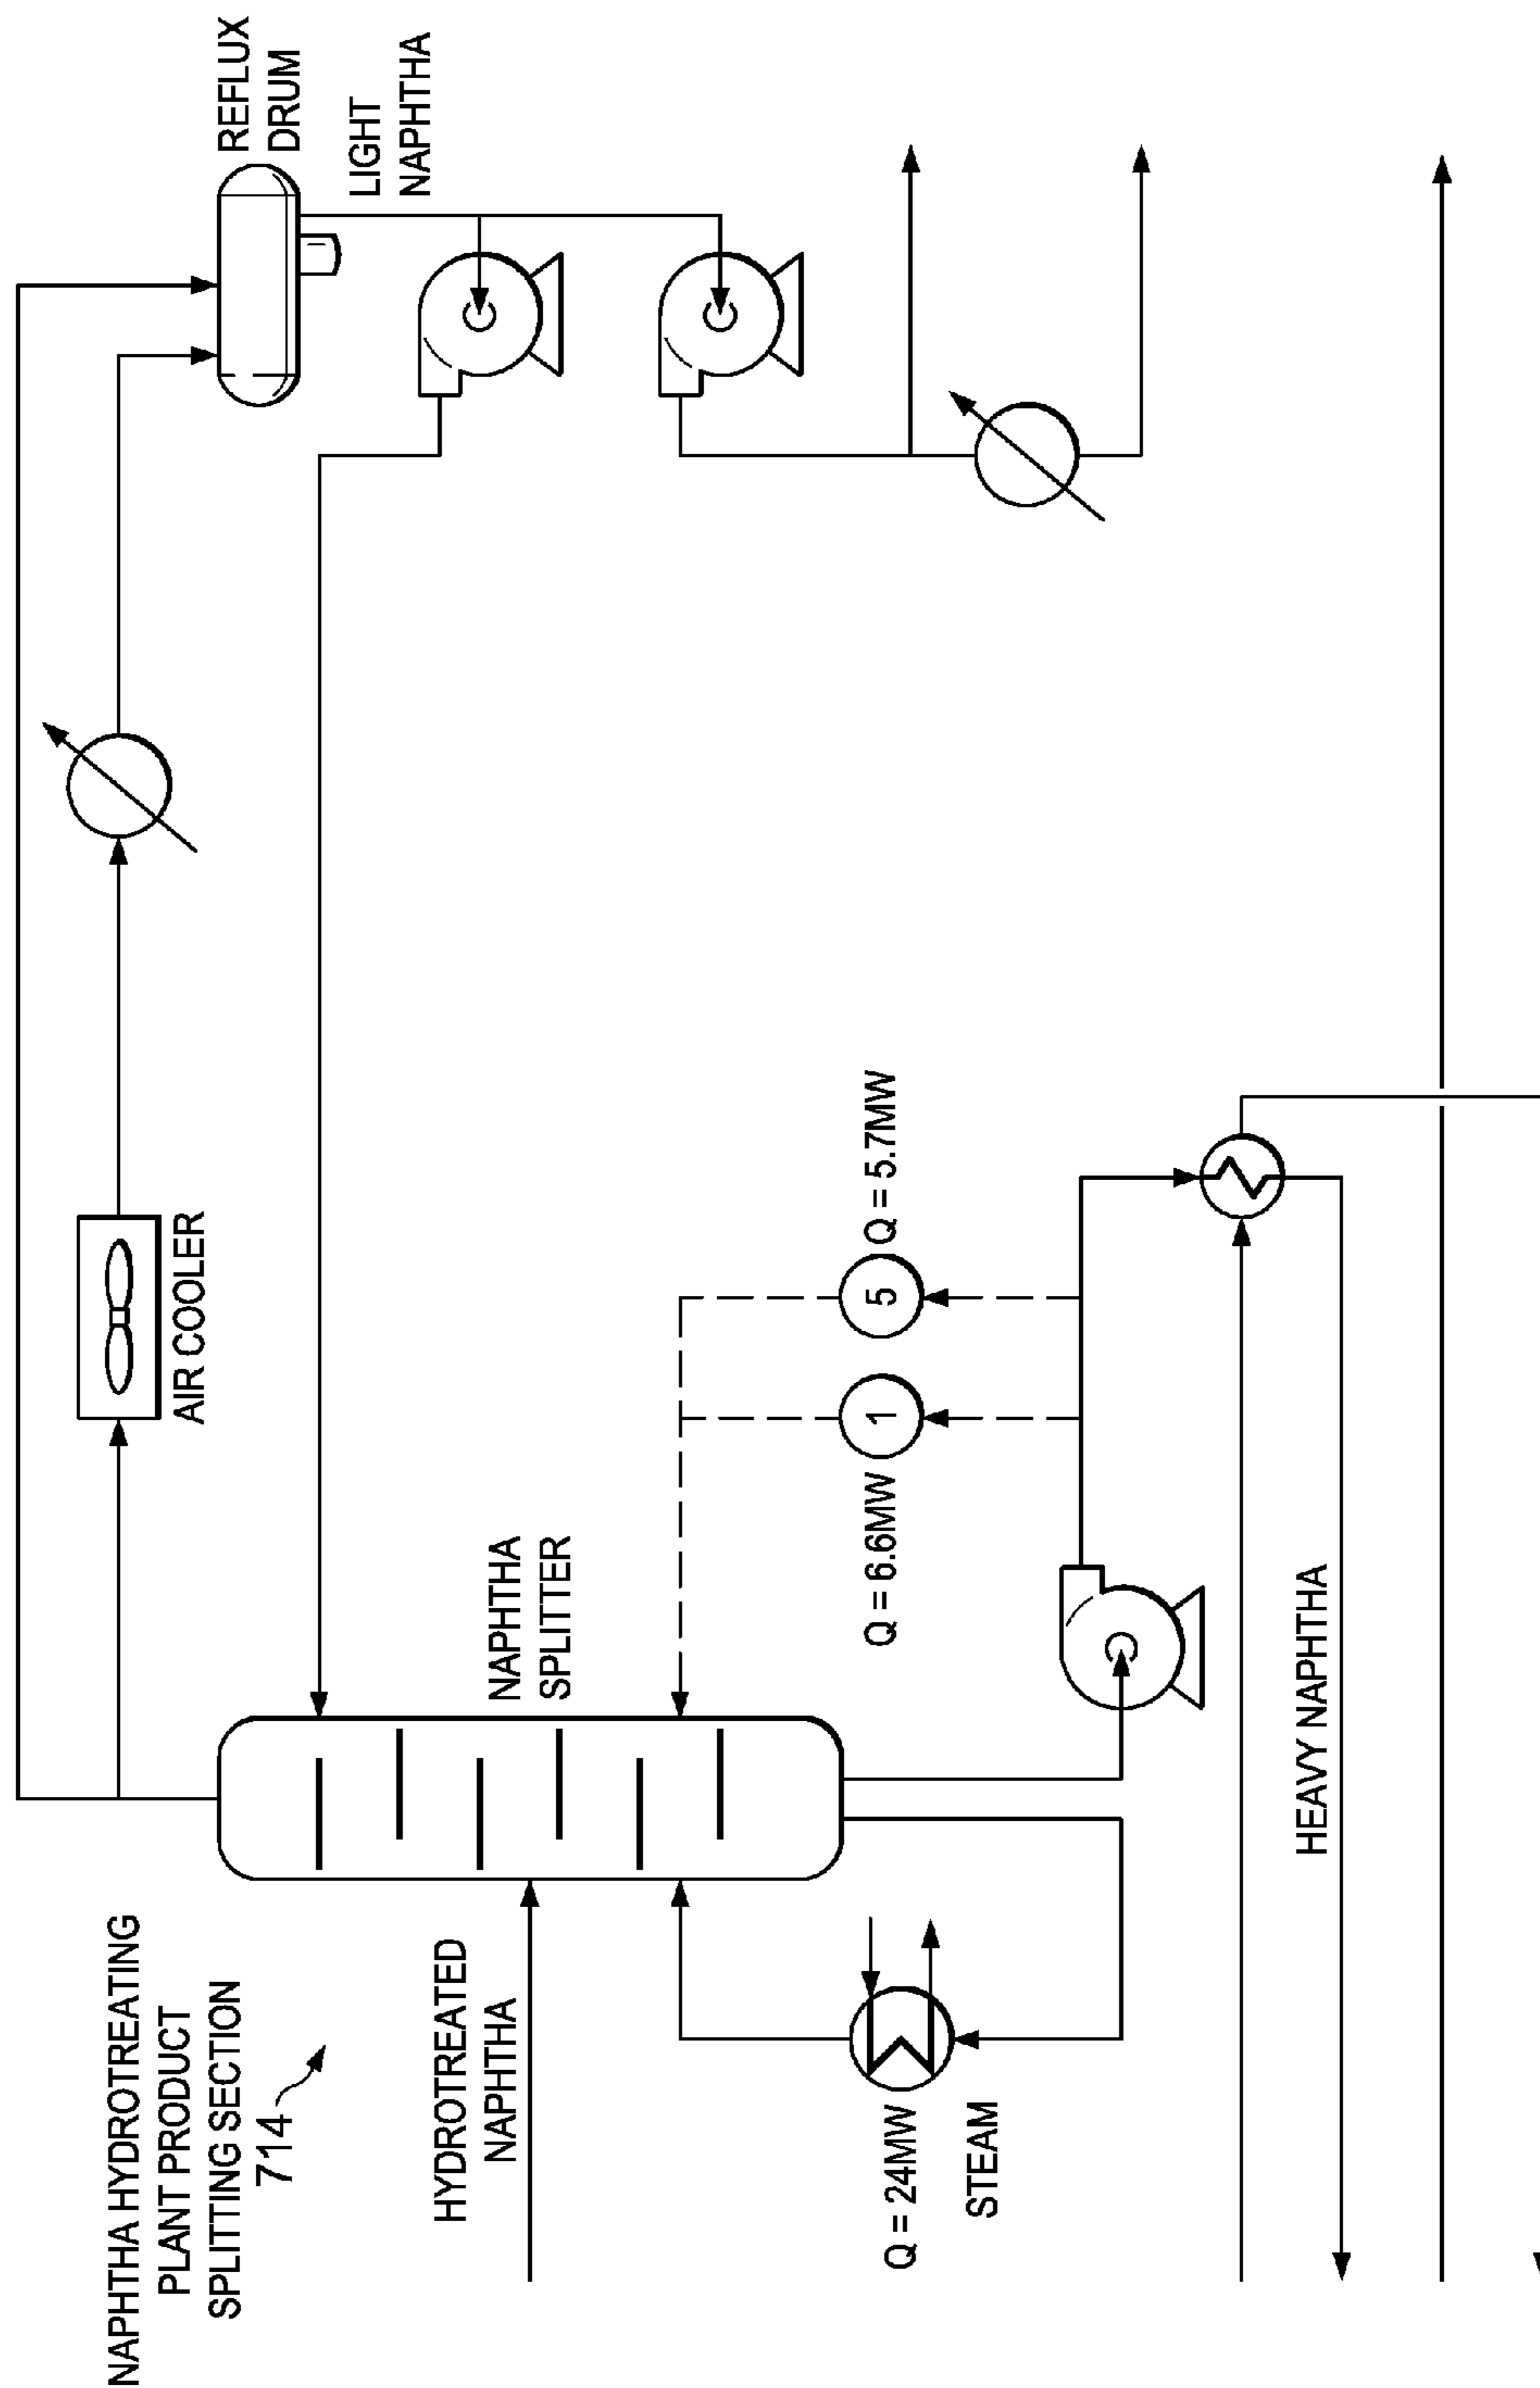 NAPHTHA HYDROTREATING
PLANT PRODUCT
SPLITTING SECTION
714
AIR COOLER
REFLUX
DRUM
LIGHT
NAPHTHA
HYDROTREATED
NAPHTHA
NAPHTHA
SPLITTER
Q = 24MW
STEAM
Q = 6.6MW
1
5
Q = 5.7MW
HEAVY NAPHTHA